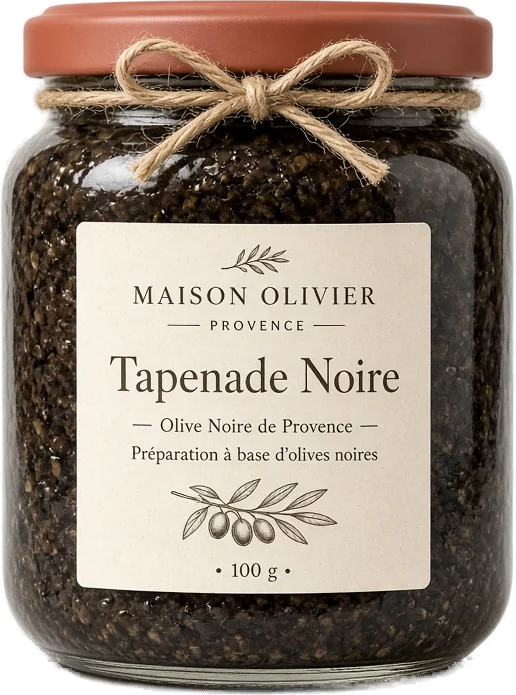 MAISON OLIVIER
— PROVENCE —
Tapenade Noire
— Olive Noire de Provence —
Préparation à base d'olives noires
• 100 g •